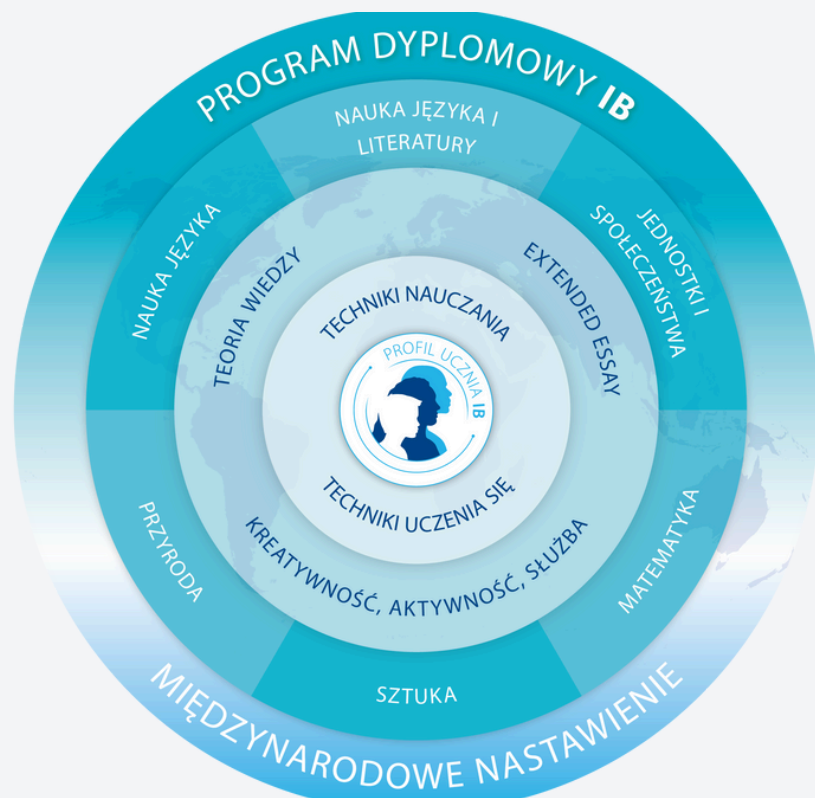 PROGRAM DYPLOMOWY IB
NAUKA JĘZYKA I
LITERATURY
NAUKA JĘZYKA
JEDNOSTKI I
SPOŁECZEŃSTWA
TEORIA WIEDZY
EXTENDED ESSAY
TECHNIKI NAUCZANIA
PROFIL UCZNIA IB
TECHNIKI UCZENIA SIĘ
KREATYWNOŚĆ, AKTYWNOŚĆ, SŁUŻBA
PRZYRODA
MATEMATYKA
SZTUKA
MIĘDZYNARODOWE NASTAWIENIE